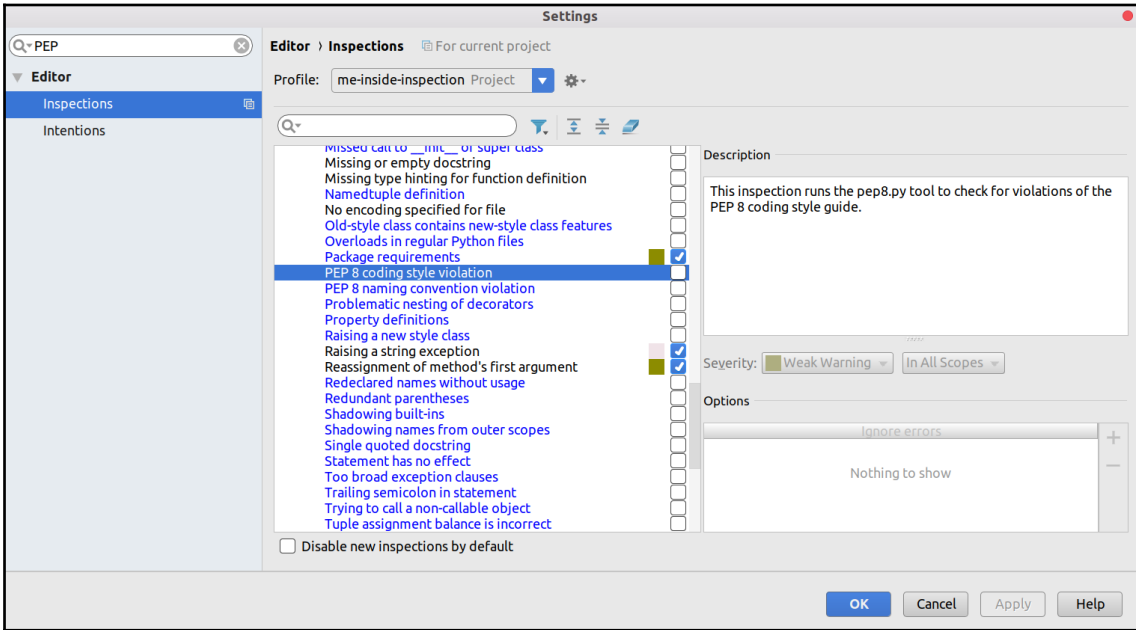 Settings
PEP
Editor › Inspections For current project
Editor
Inspections
Intentions
Profile: me-inside-inspection Project
Missed call to __init__ of super class
Missing or empty docstring
Missing type hinting for function definition
Namedtuple definition
No encoding specified for file
Old-style class contains new-style class features
Overloads in regular Python files
Package requirements
PEP 8 coding style violation
PEP 8 naming convention violation
Problematic nesting of decorators
Property definitions
Raising a new style class
Raising a string exception
Reassignment of method's first argument
Redeclared names without usage
Redundant parentheses
Shadowing built-ins
Shadowing names from outer scopes
Single quoted docstring
Statement has no effect
Too broad exception clauses
Trailing semicolon in statement
Trying to call a non-callable object
Tuple assignment balance is incorrect
Disable new inspections by default
Description
This inspection runs the pep8.py tool to check for violations of the
PEP 8 coding style guide.
Severity: Weak Warning In All Scopes
Options
Ignore errors
Nothing to show
OK Cancel Apply Help